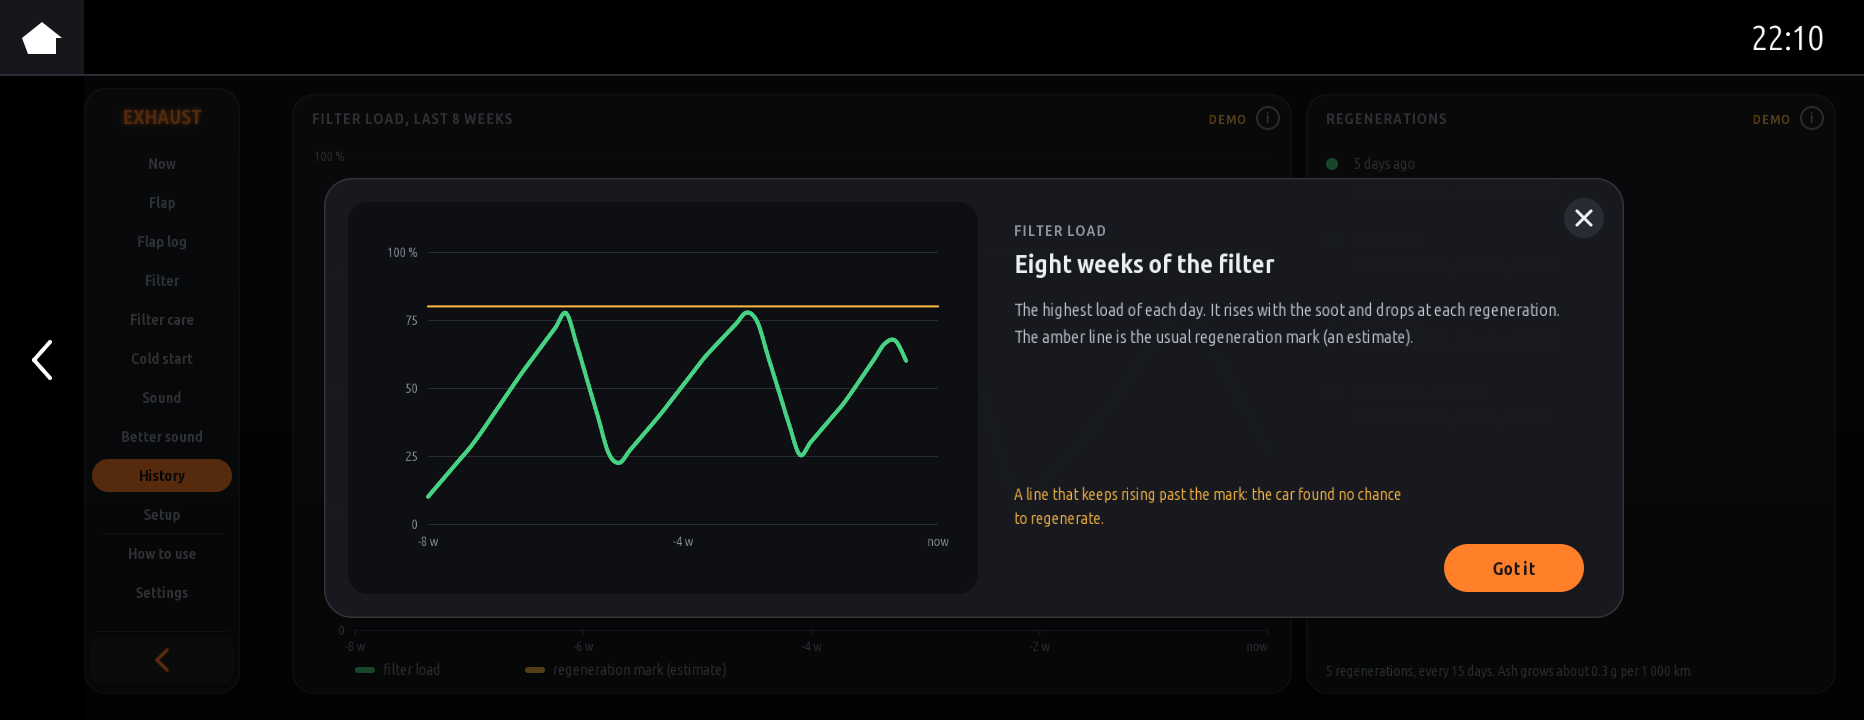 22:10
EXHAUST
Now
Flap
Flap log
Filter
Filter care
Cold start
Sound
Better sound
History
Setup
How to use
Settings
FILTER LOAD, LAST 8 WEEKS
DEMO
i
100 %
REGENERATIONS
DEMO
i
5 days ago
100 %
75
50
25
0
-8 w
-4 w
now
FILTER LOAD
Eight weeks of the filter
The highest load of each day. It rises with the soot and drops at each regeneration.
The amber line is the usual regeneration mark (an estimate).
A line that keeps rising past the mark: the car found no chance
to regenerate.
Got it
0
-8 w
-6 w
-4 w
-2 w
now
filter load
regeneration mark (estimate)
5 regenerations, every 15 days. Ash grows about 0.3 g per 1 000 km.